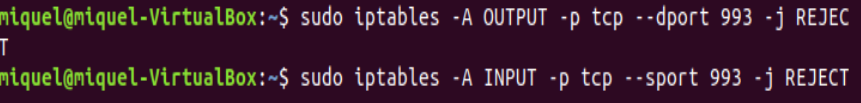 miquel@miquel-VirtualBox:~$ sudo iptables -A OUTPUT -p tcp --dport 993 -j REJEC
T
miquel@miquel-VirtualBox:~$ sudo iptables -A INPUT -p tcp --sport 993 -j REJECT